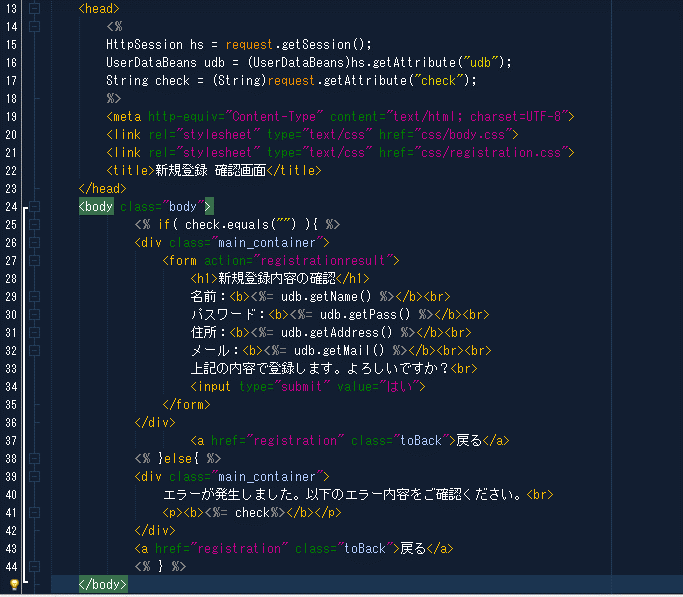 13 <head>
14 <%
15 HttpSession hs = request.getSession();
16 UserDataBeans udb = (UserDataBeans)hs.getAttribute("udb");
17 String check = (String)request.getAttribute("check");
18 %>
19 <meta http-equiv="Content-Type" content="text/html; charset=UTF-8">
20 <link rel="stylesheet" type="text/css" href="css/body.css">
21 <link rel="stylesheet" type="text/css" href="css/registration.css">
22 <title>新規登録 確認画面</title>
23 </head>
24 <body class="body">
25 <% if( check.equals("") ){ %>
26 <div class="main_container">
27 <form action="registrationresult">
28 <h1>新規登録内容の確認</h1>
29 名前：<b><%= udb.getName() %></b><br>
30 パスワード：<b><%= udb.getPass() %></b><br>
31 住所：<b><%= udb.getAddress() %></b><br>
32 メール：<b><%= udb.getMail() %></b><br><br>
33 上記の内容で登録します。よろしいですか？<br>
34 <input type="submit" value="はい">
35 </form>
36 </div>
37 <a href="registration" class="toBack">戻る</a>
38 <% }else{ %>
39 <div class="main_container">
40 エラーが発生しました。以下のエラー内容をご確認ください。<br>
41 <p><b><%= check%></b></p>
42 </div>
43 <a href="registration" class="toBack">戻る</a>
44 <% } %>
</body>